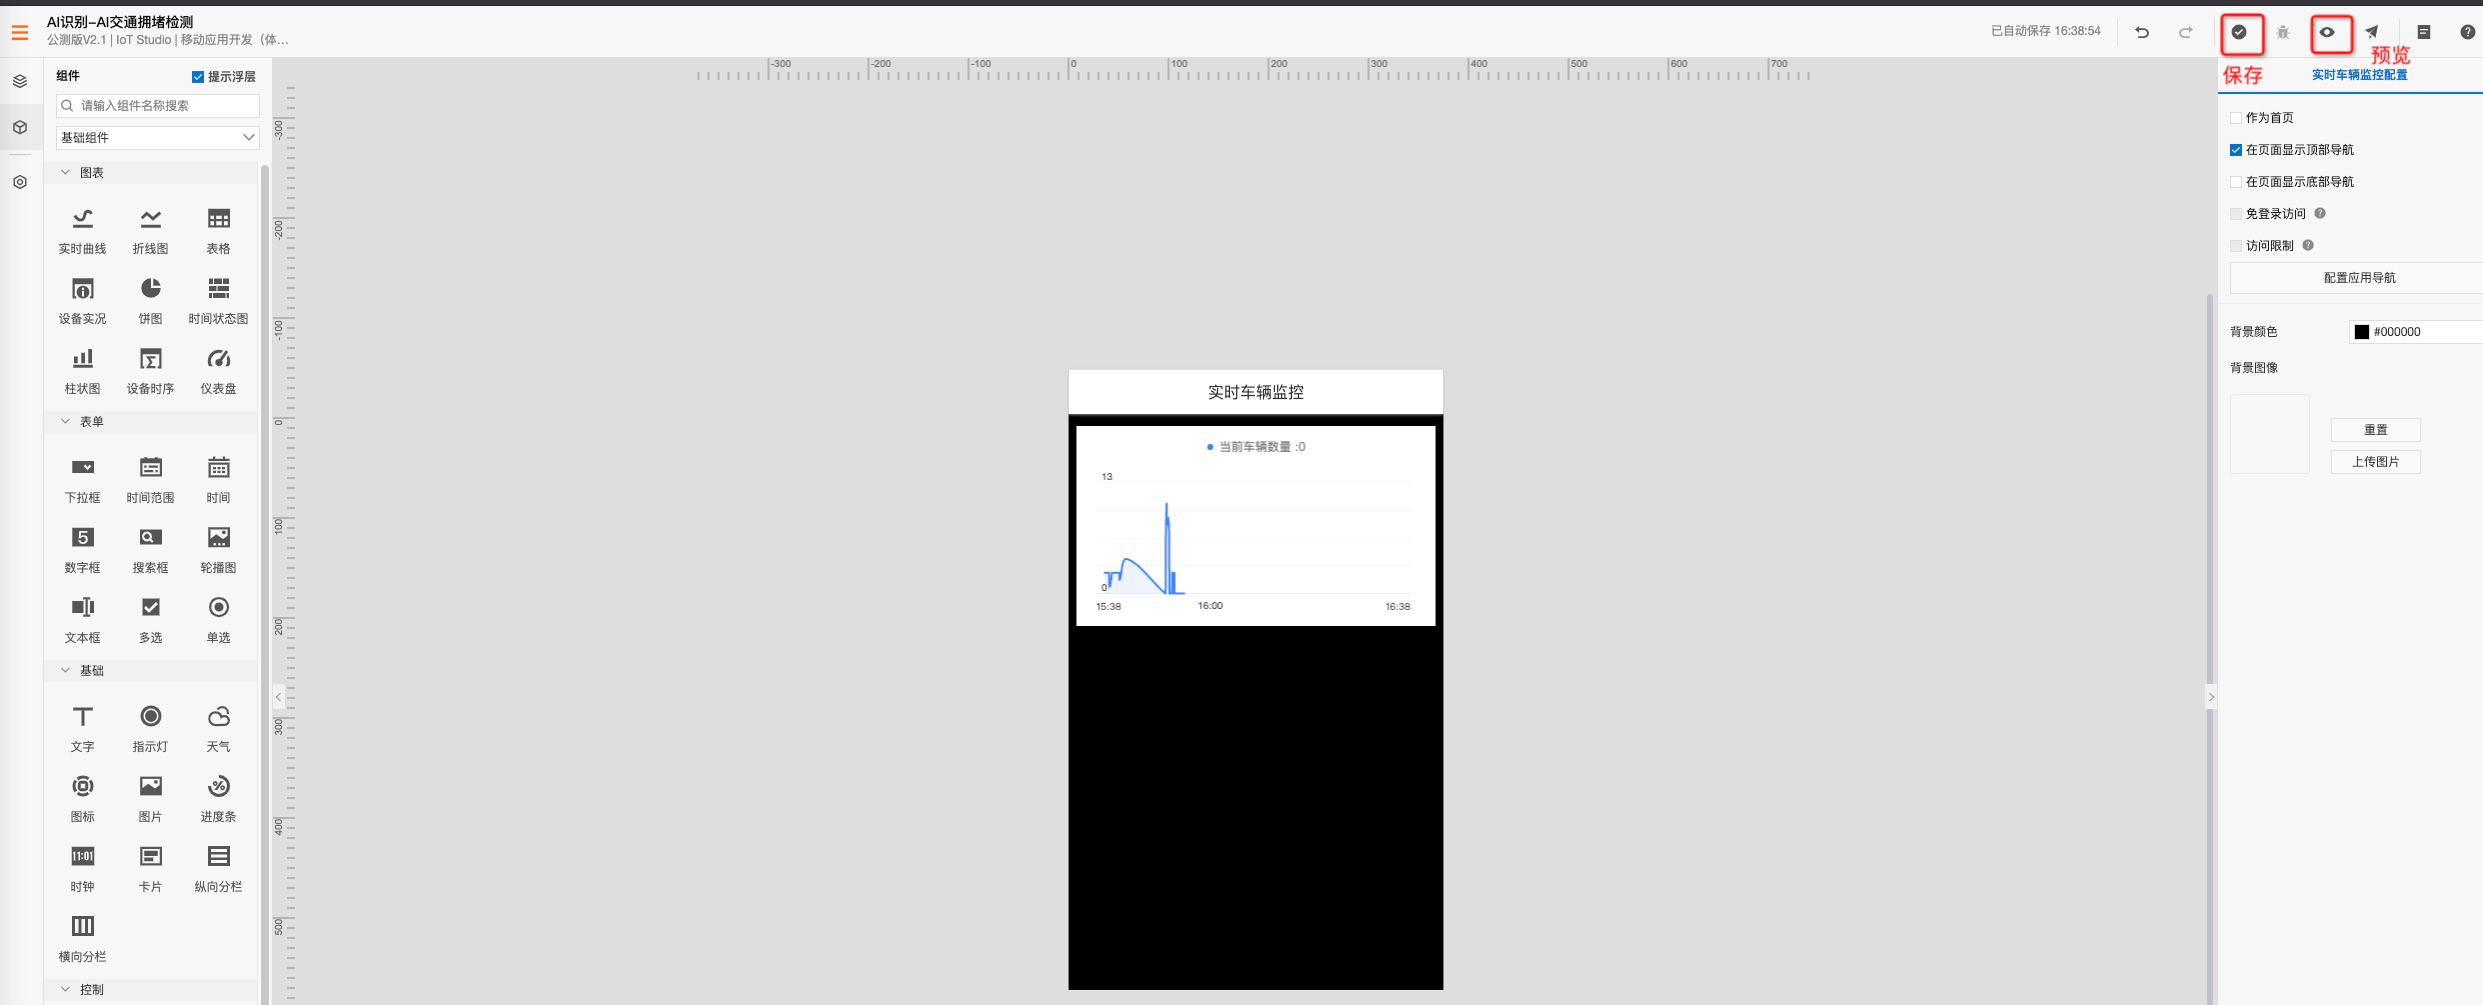 AI识别–AI交通拥堵检测
公测版V2.1 | IoT Studio | 移动应用开发（体...
已自动保存 16:38:54
保存
预览
组件
提示浮层
请输入组件名称搜索
基础组件
图表
实时曲线 折线图 表格
设备实况 饼图 时间状态图
柱状图 设备时序 仪表盘
表单
下拉框 时间范围 时间
数字框 搜索框 轮播图
文本框 多选 单选
基础
文字 指示灯 天气
图标 图片 进度条
时钟 卡片 纵向分栏
横向分栏
控制
-300 -200 -100 0 100 200 300 400 500 600 700
-300
-200
-100
0
100
200
300
400
500
实时车辆监控
当前车辆数量 :0
13
0
15:38 16:00 16:38
实时车辆监控配置
作为首页
在页面显示顶部导航
在页面显示底部导航
免登录访问
访问限制
配置应用导航
背景颜色 #000000
背景图像
重置
上传图片